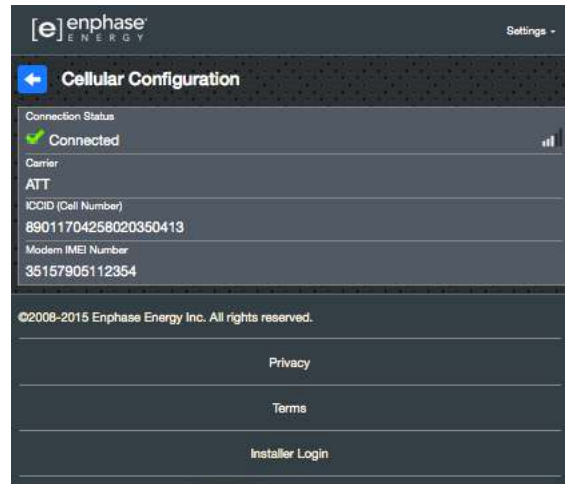 [e] enphase
ENERGY
Settings
Cellular Configuration
Connection Status
Connected
Carrier
ATT
ICCID (Cell Number)
89011704258020350413
Modem IMEI Number
35157905112354
©2008-2015 Enphase Energy Inc. All rights reserved.
Privacy
Terms
Installer Login